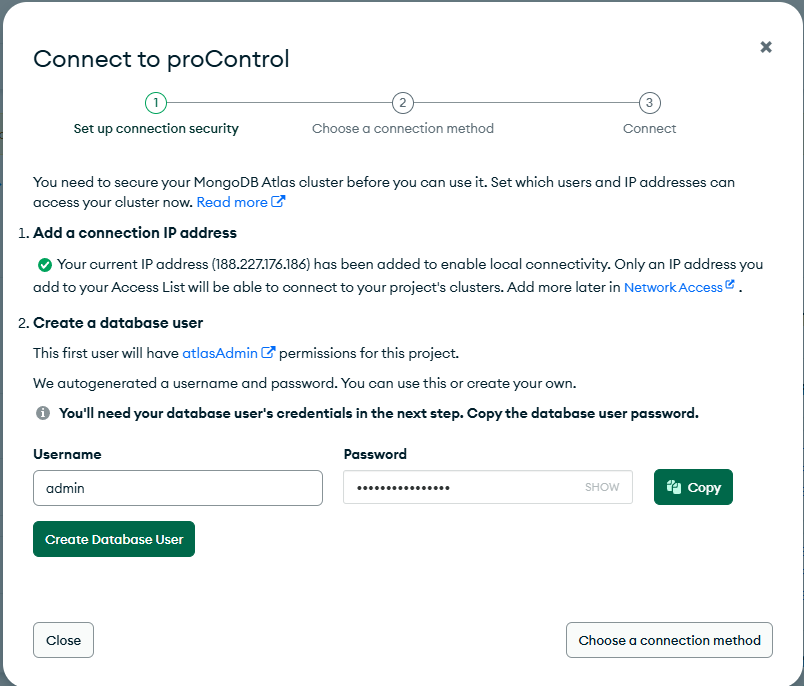 Connect to proControl
1
2
3
Set up connection security
Choose a connection method
Connect
You need to secure your MongoDB Atlas cluster before you can use it. Set which users and IP addresses can
access your cluster now. Read more
1. Add a connection IP address
Your current IP address (188.227.176.186) has been added to enable local connectivity. Only an IP address you
add to your Access List will be able to connect to your project's clusters. Add more later in Network Access .
2. Create a database user
This first user will have atlasAdmin permissions for this project.
We autogenerated a username and password. You can use this or create your own.
You'll need your database user's credentials in the next step. Copy the database user password.
Username
Password
admin
••••••••••••••••
SHOW
Copy
Create Database User
Close
Choose a connection method